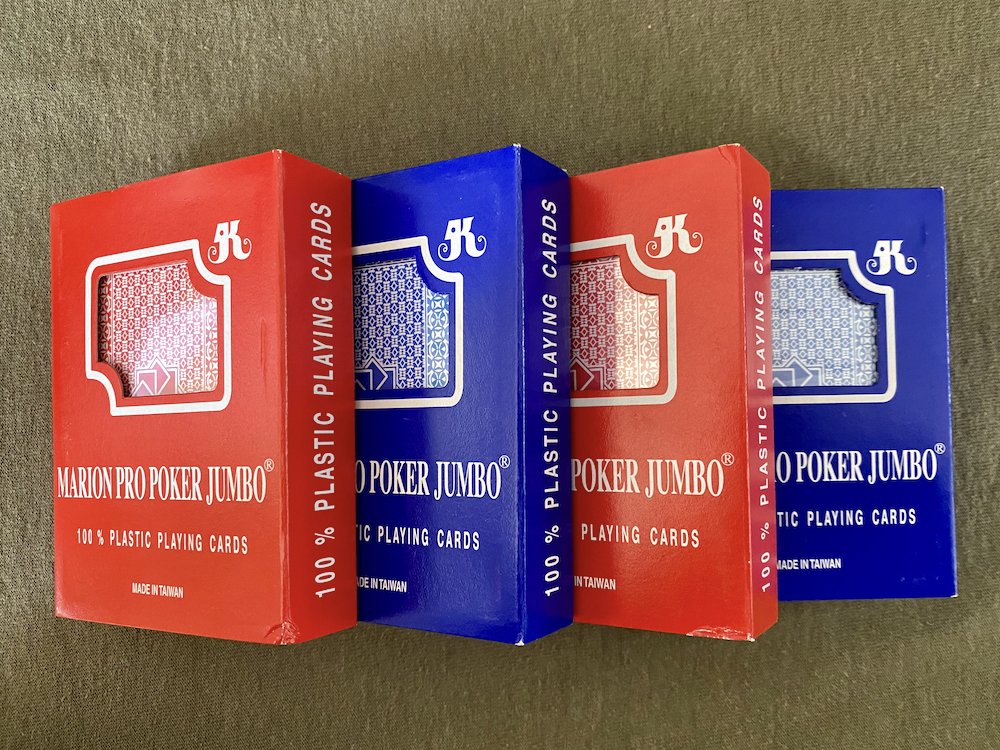 K
MARION PRO POKER JUMBO®
100 % PLASTIC PLAYING CARDS
MADE IN TAIWAN
100 % PLASTIC PLAYING CARDS
K
O POKER JUMBO®
TIC PLAYING CARDS
DE IN TAIWAN
100 % PLASTIC PLAYING CARDS
K
POKER JUMBO®
PLAYING CARDS
IN TAIWAN
100 % PLASTIC PLAYING CARDS
K
O POKER JUMBO®
TIC PLAYING CARDS
MADE IN TAIWAN